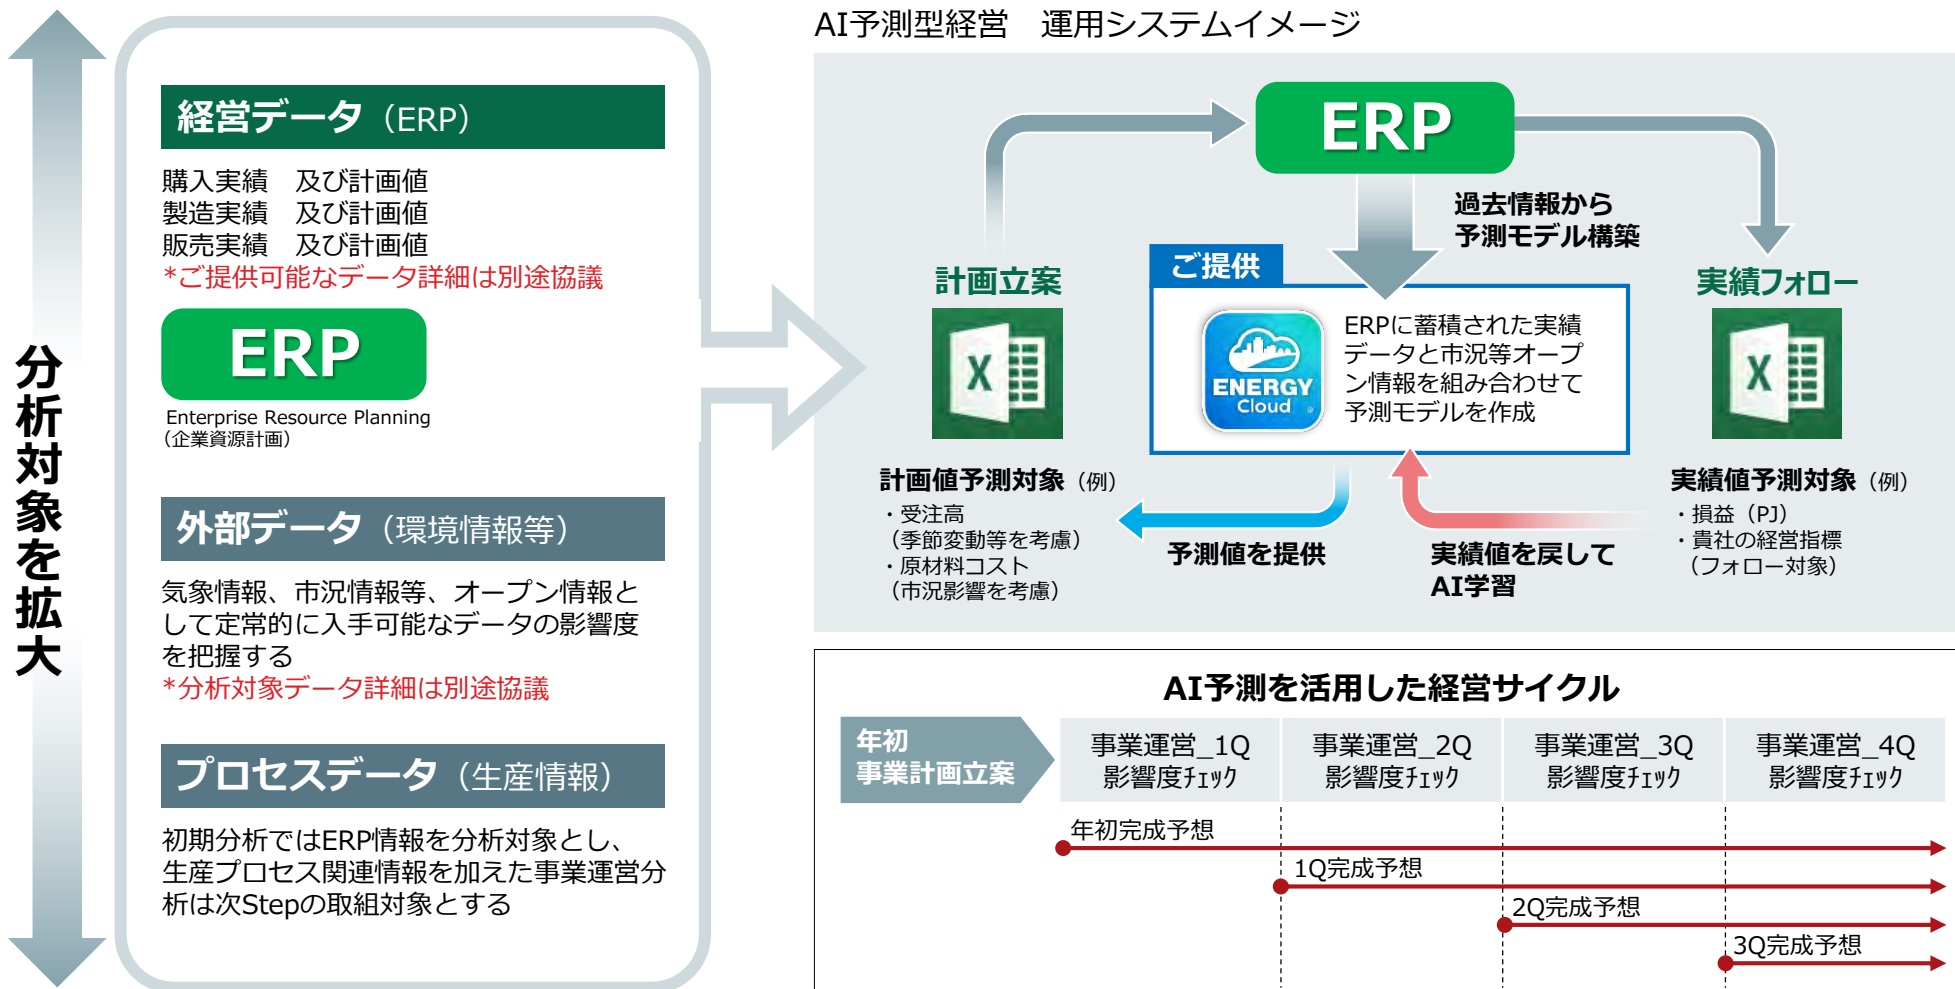 分析対象を拡大
経営データ（ERP）
購入実績　及び計画値
製造実績　及び計画値
販売実績　及び計画値
*ご提供可能なデータ詳細は別途協議
ERP
Enterprise Resource Planning
（企業資源計画）
外部データ（環境情報等）
気象情報、市況情報等、オープン情報と
して定常的に入手可能なデータの影響度
を把握する
*分析対象データ詳細は別途協議
プロセスデータ（生産情報）
初期分析ではERP情報を分析対象とし、
生産プロセス関連情報を加えた事業運営分
析は次Stepの取組対象とする
AI予測型経営　運用システムイメージ
ERP
過去情報から
予測モデル構築
計画立案
X
計画値予測対象（例）
・受注高
（季節変動等を考慮）
・原材料コスト
（市況影響を考慮）
ご提供
ENERGY
Cloud
ERPに蓄積された実績
データと市況等オープ
ン情報を組み合わせて
予測モデルを作成
予測値を提供
実績値を戻して
AI学習
実績フォロー
X
実績値予測対象（例）
・損益（PJ）
・貴社の経営指標
（フォロー対象）
AI予測を活用した経営サイクル
年初
事業計画立案
事業運営_1Q
影響度ﾁｪｯｸ
事業運営_2Q
影響度ﾁｪｯｸ
事業運営_3Q
影響度ﾁｪｯｸ
事業運営_4Q
影響度ﾁｪｯｸ
年初完成予想
1Q完成予想
2Q完成予想
3Q完成予想